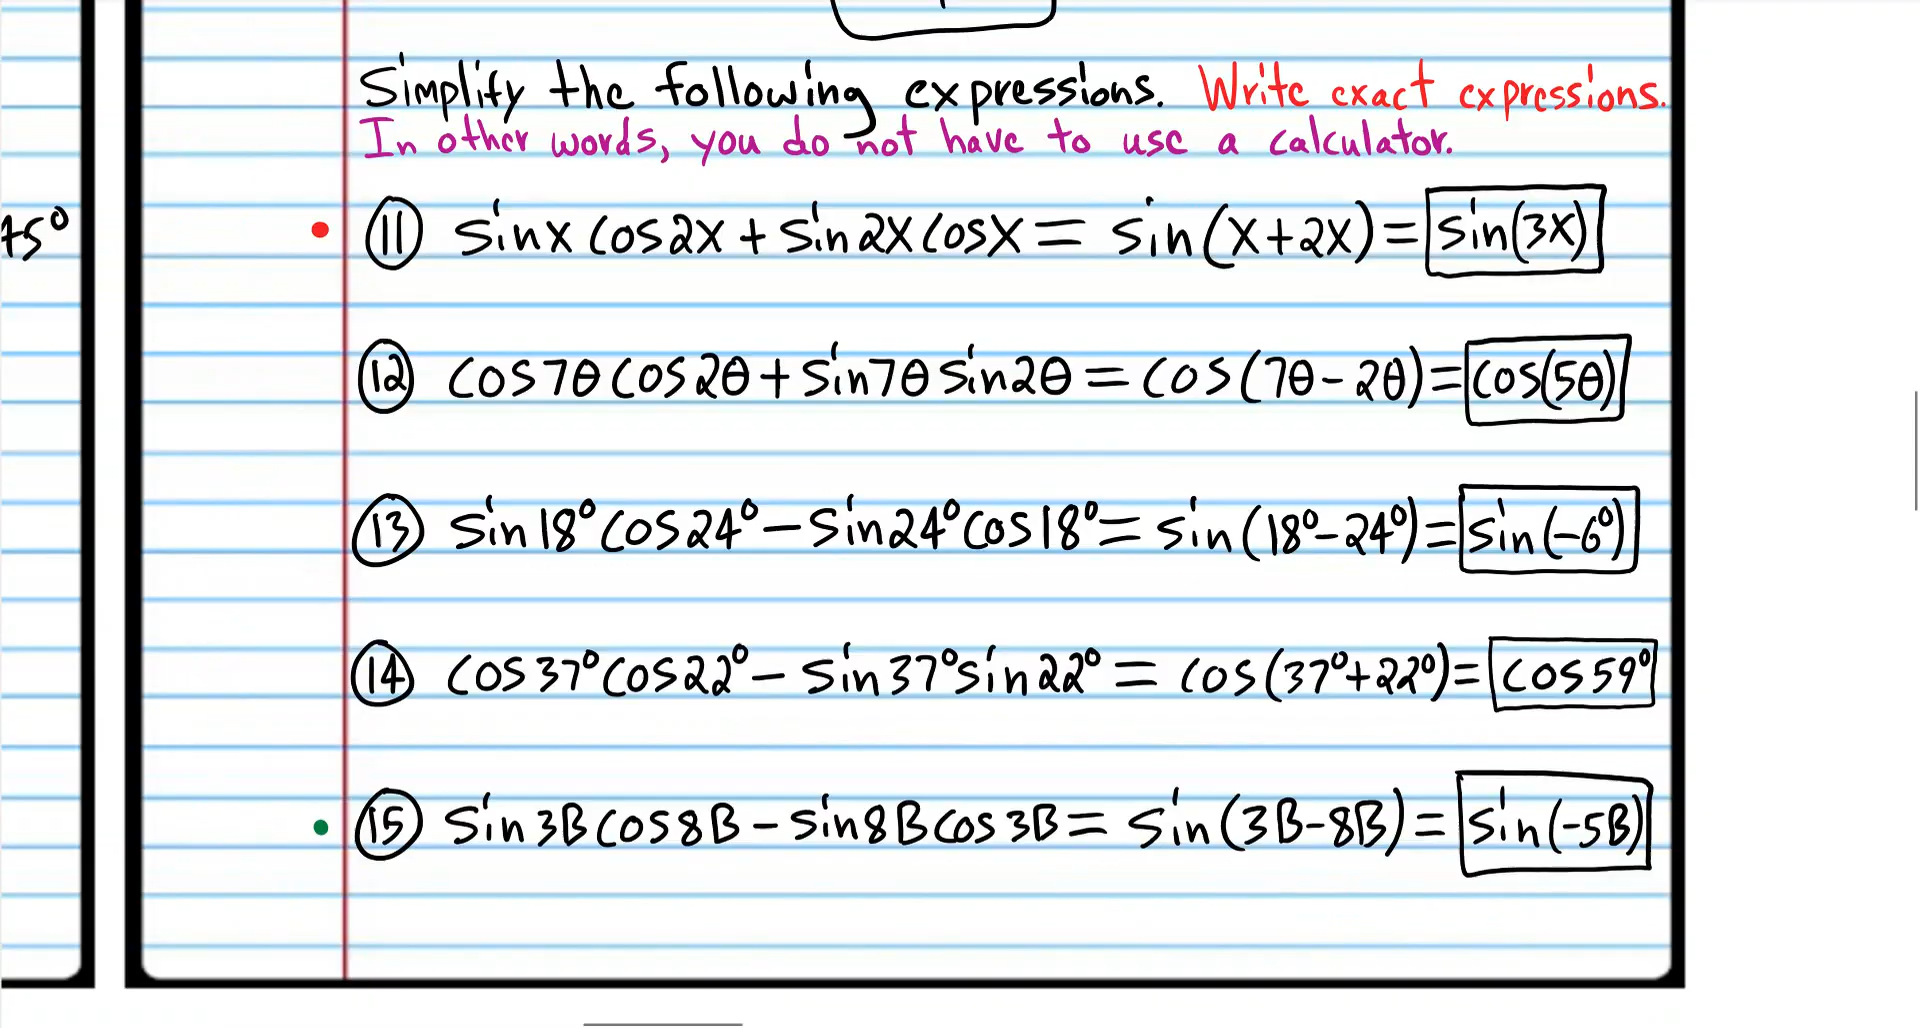 Simplify the following expressions. Write exact expressions.
In other words, you do not have to use a calculator.
45°
⑪ sinx cos2x + sin2x cosx = sin(x+2x) = sin(3x)
⑫ cos7θ cos2θ + sin7θ sin2θ = cos(7θ-2θ) = cos(5θ)
⑬ sin18° cos24° - sin24° cos18° = sin(18°-24°) = sin(-6°)
⑭ cos37° cos22° - sin37° sin22° = cos(37°+22°) = cos59°
⑮ sin3B cos8B - sin8B cos3B = sin(3B-8B) = sin(-5B)